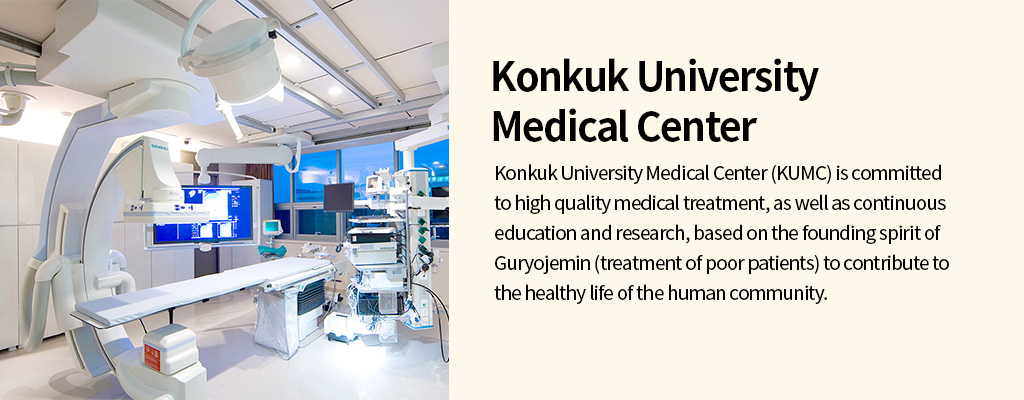 Konkuk University
Medical Center
Konkuk University Medical Center (KUMC) is committed
to high quality medical treatment, as well as continuous
education and research, based on the founding spirit of
Guryojemin (treatment of poor patients) to contribute to
the healthy life of the human community.
SIEMENS